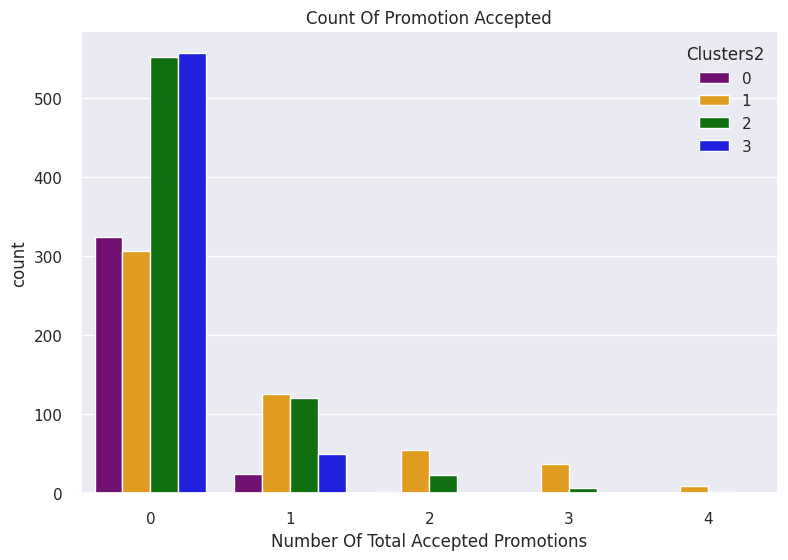 Count Of Promotion Accepted
Clusters2
0
1
2
3
500
400
300
200
100
0
count
0 1 2 3 4
Number Of Total Accepted Promotions